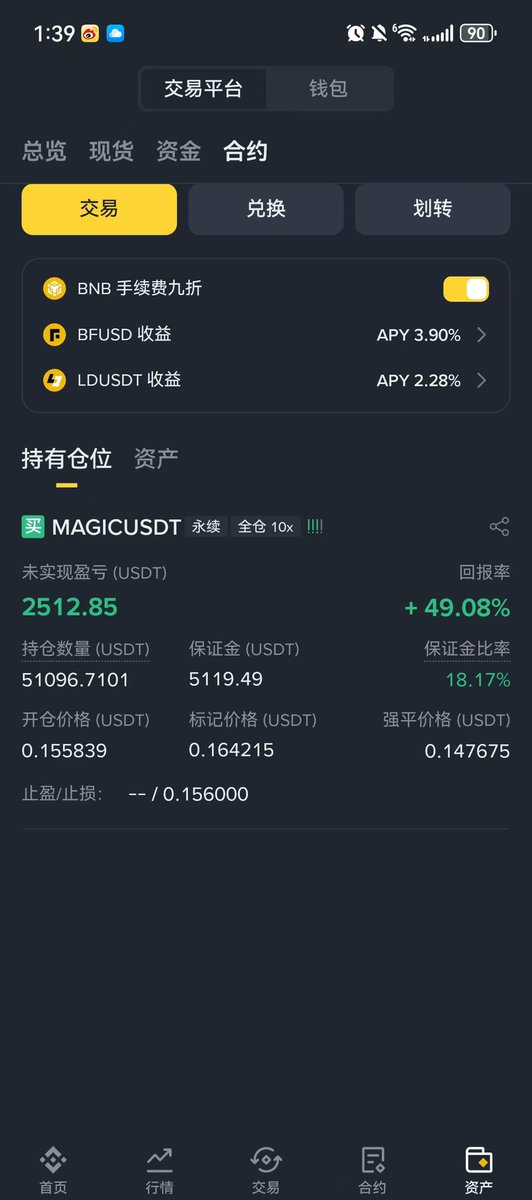 1:39 6 90
交易平台 钱包
总览 现货 资金 合约
交易 兑换 划转
BNB 手续费九折
BFUSD 收益 APY 3.90%
LDUSDT 收益 APY 2.28%
持有仓位 资产
买 MAGICUSDT 永续 全仓 10x !!!!
未实现盈亏 (USDT) 回报率
2512.85 + 49.08%
持仓数量 (USDT) 保证金 (USDT) 保证金比率
51096.7101 5119.49 18.17%
开仓价格 (USDT) 标记价格 (USDT) 强平价格 (USDT)
0.155839 0.164215 0.147675
止盈/止损: -- / 0.156000
首页 行情 交易 合约 资产